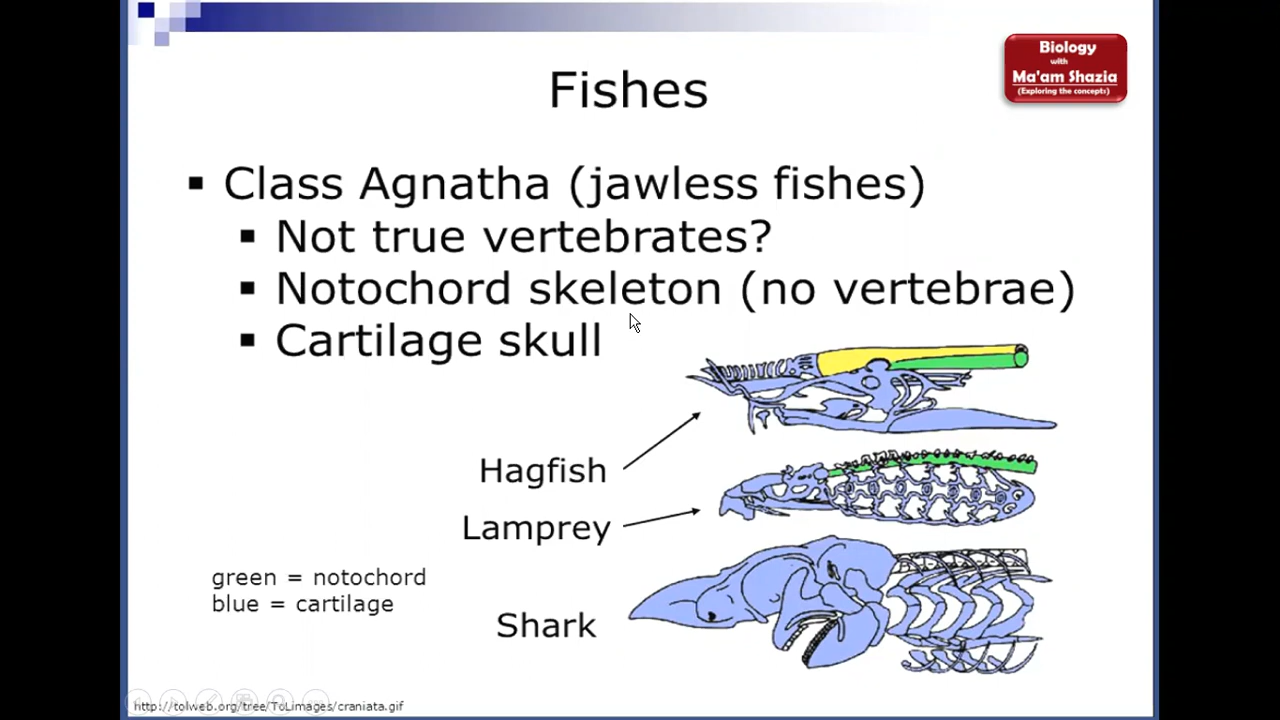 Biology
with
Ma'am Shazia
(Exploring the concepts)
Fishes
▪ Class Agnatha (jawless fishes)
▪ Not true vertebrates?
▪ Notochord skeleton (no vertebrae)
▪ Cartilage skull
Hagfish
Lamprey
green = notochord
blue = cartilage
Shark
http://tolweb.org/tree/ToLimages/craniata.gif